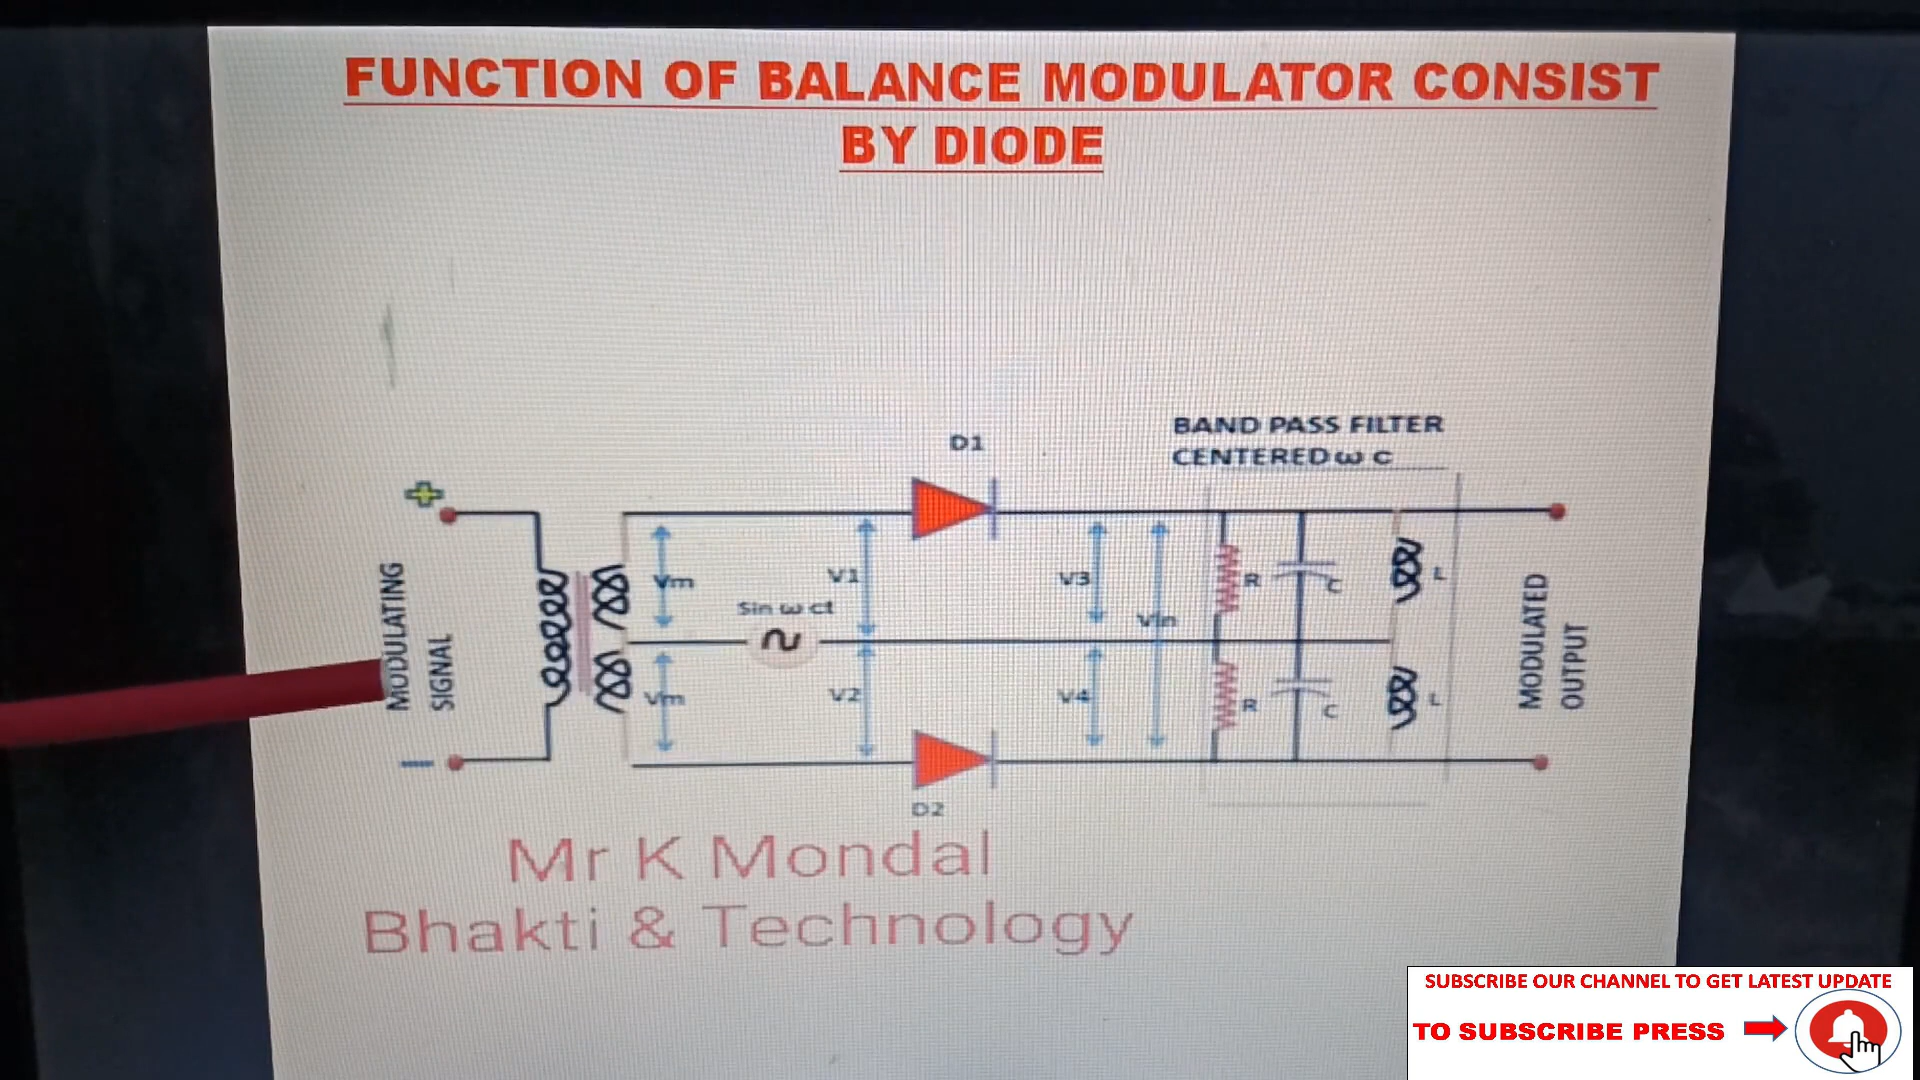 FUNCTION OF BALANCE MODULATOR CONSIST
BY DIODE
BAND PASS FILTER
CENTERED ω c
D1
MODULATING
SIGNAL
Vm
V1
Sin ω ct
V3
Vin
R
C
L
Vm
V2
V4
R
C
L
MODULATED
OUTPUT
D2
Mr K Mondal
Bhakti & Technology
SUBSCRIBE OUR CHANNEL TO GET LATEST UPDATE
TO SUBSCRIBE PRESS